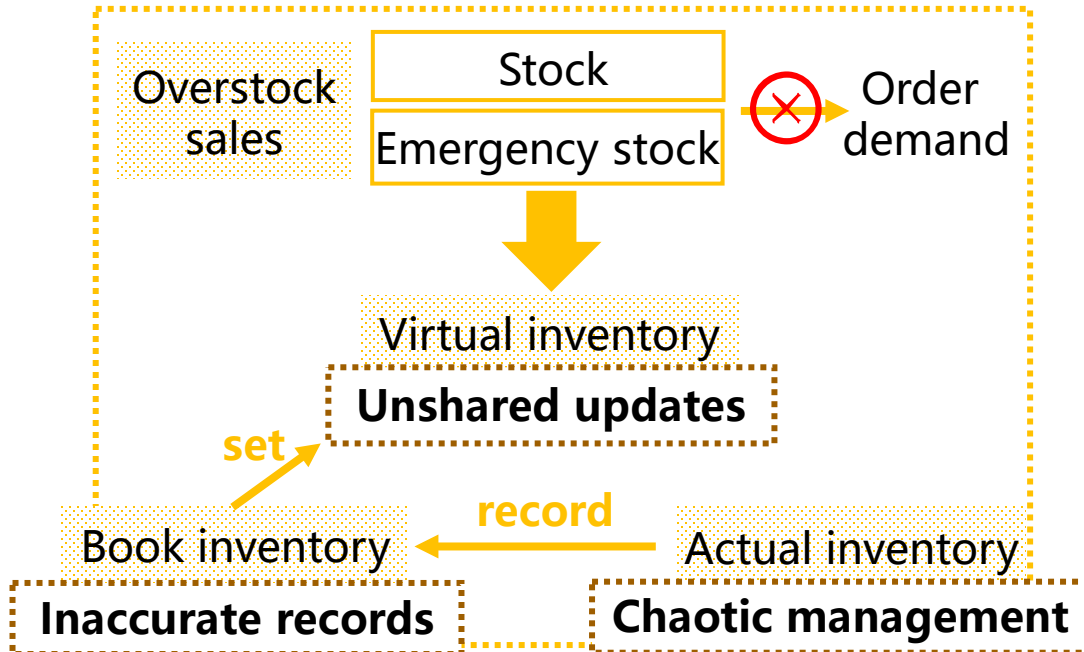 Overstock
sales
Stock
Emergency stock
Order
demand
Virtual inventory
Unshared updates
set
record
Book inventory
Inaccurate records
Actual inventory
Chaotic management